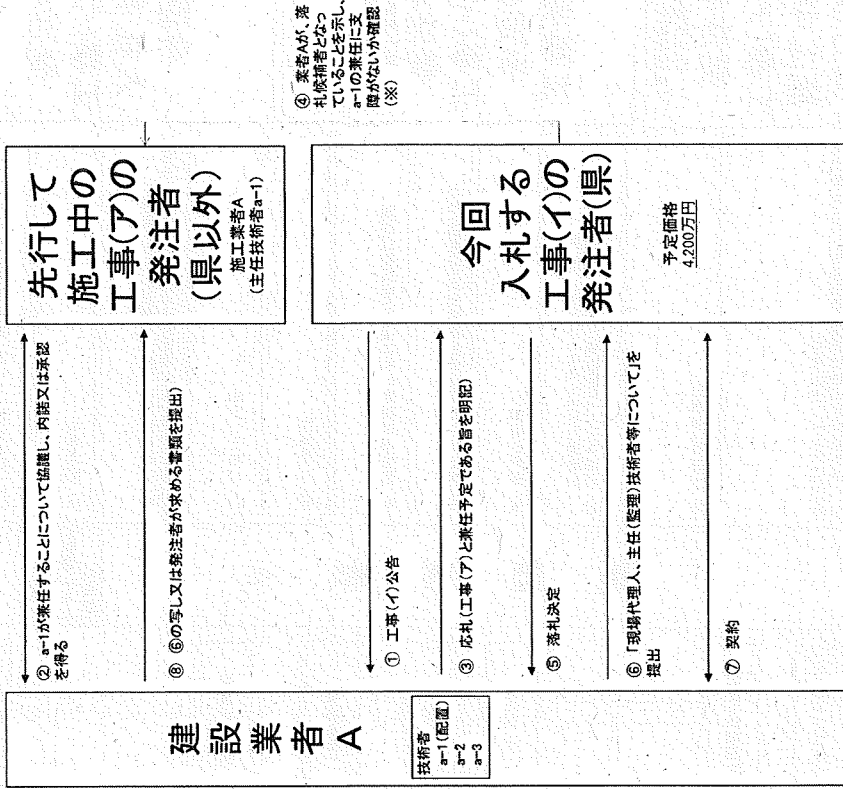 建設業者A
技術者
a-1(配置)
a-2
a-3
② a-1が兼任することについて協議し、内諾又は承認
を得る
⑧ ⑥の写し又は発注者が求める書類を提出)
① 工事(イ)公告
③ 応札(工事(ア)と兼任予定である旨を明記)
⑤ 落札決定
⑥ 「現場代理人、主任(監理)技術者等について」を
提出
⑦ 契約
先行して
施工中の
工事(ア)の
発注者
(県以外)
施工業者A
(主任技術者a-1)
今回
入札する
工事(イ)の
発注者(県)
予定価格
4,200万円
④ 業者Aが、落
札候補者となっ
ていることを示し、
a-1の兼任に支
障がないか確認
(※)